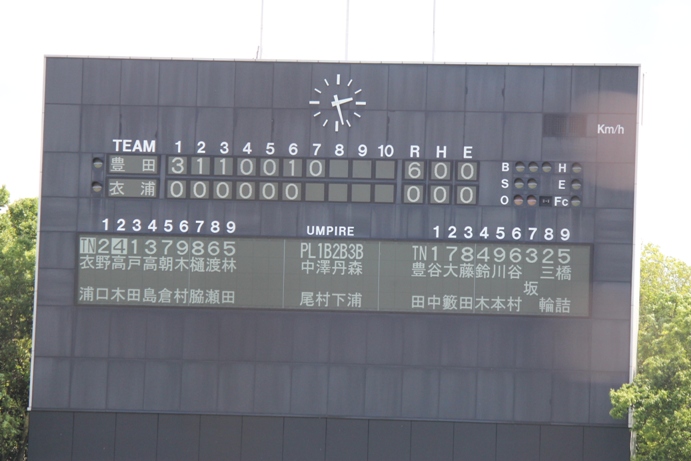 Km/h
TEAM 1 2 3 4 5 6 7 8 9 10 R H E
豊田 3 1 1 0 0 1 0 6 0 0 B H
衣浦 0 0 0 0 0 0 0 0 0 S E
O Fc
1 2 3 4 5 6 7 8 9 UMPIRE 1 2 3 4 5 6 7 8 9
TN 2 4 1 3 7 9 8 6 5 PL 1B 2B 3B TN 1 7 8 4 9 6 3 2 5
衣野高戸高朝木樋渡林 中澤丹森 豊谷大藤鈴川谷 三橋
坂
浦口木田島倉村脇瀬田 尾村下浦 田中籔田木本村 輪詰